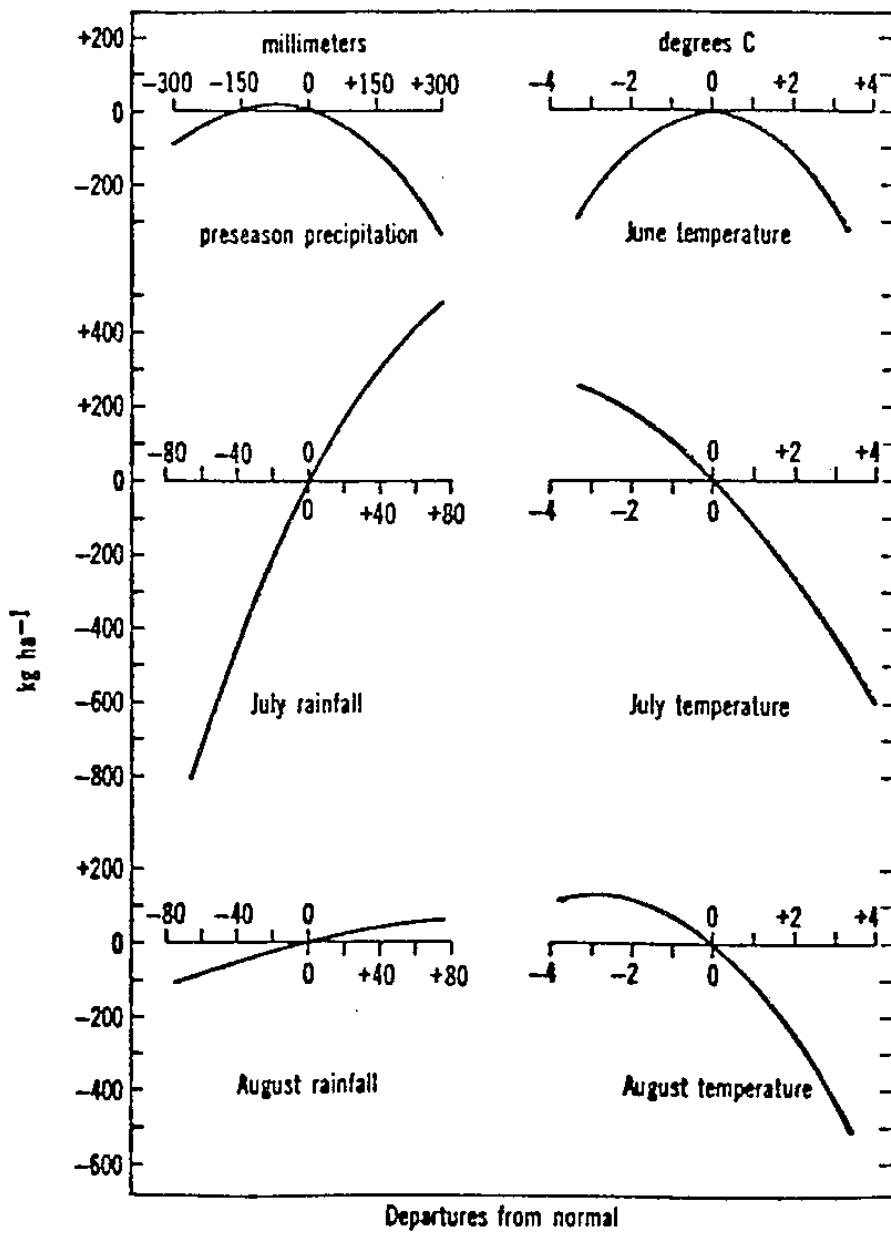 +200
millimeters
degrees C
−300 −150 0 +150 +300
−4 −2 0 +2 +4
0
−200
preseason precipitation
June temperature
+400
+200
−80 −40 0
0 +2 +4
0
0 +40 +80
−4 −2 0
−200
−400
kg ha−1
−600
July rainfall
July temperature
−800
+200
−80 −40 0
0 +2 +4
0
0 +40 +80
−4 −2 0
−200
August rainfall
August temperature
−400
−600
Departures from normal